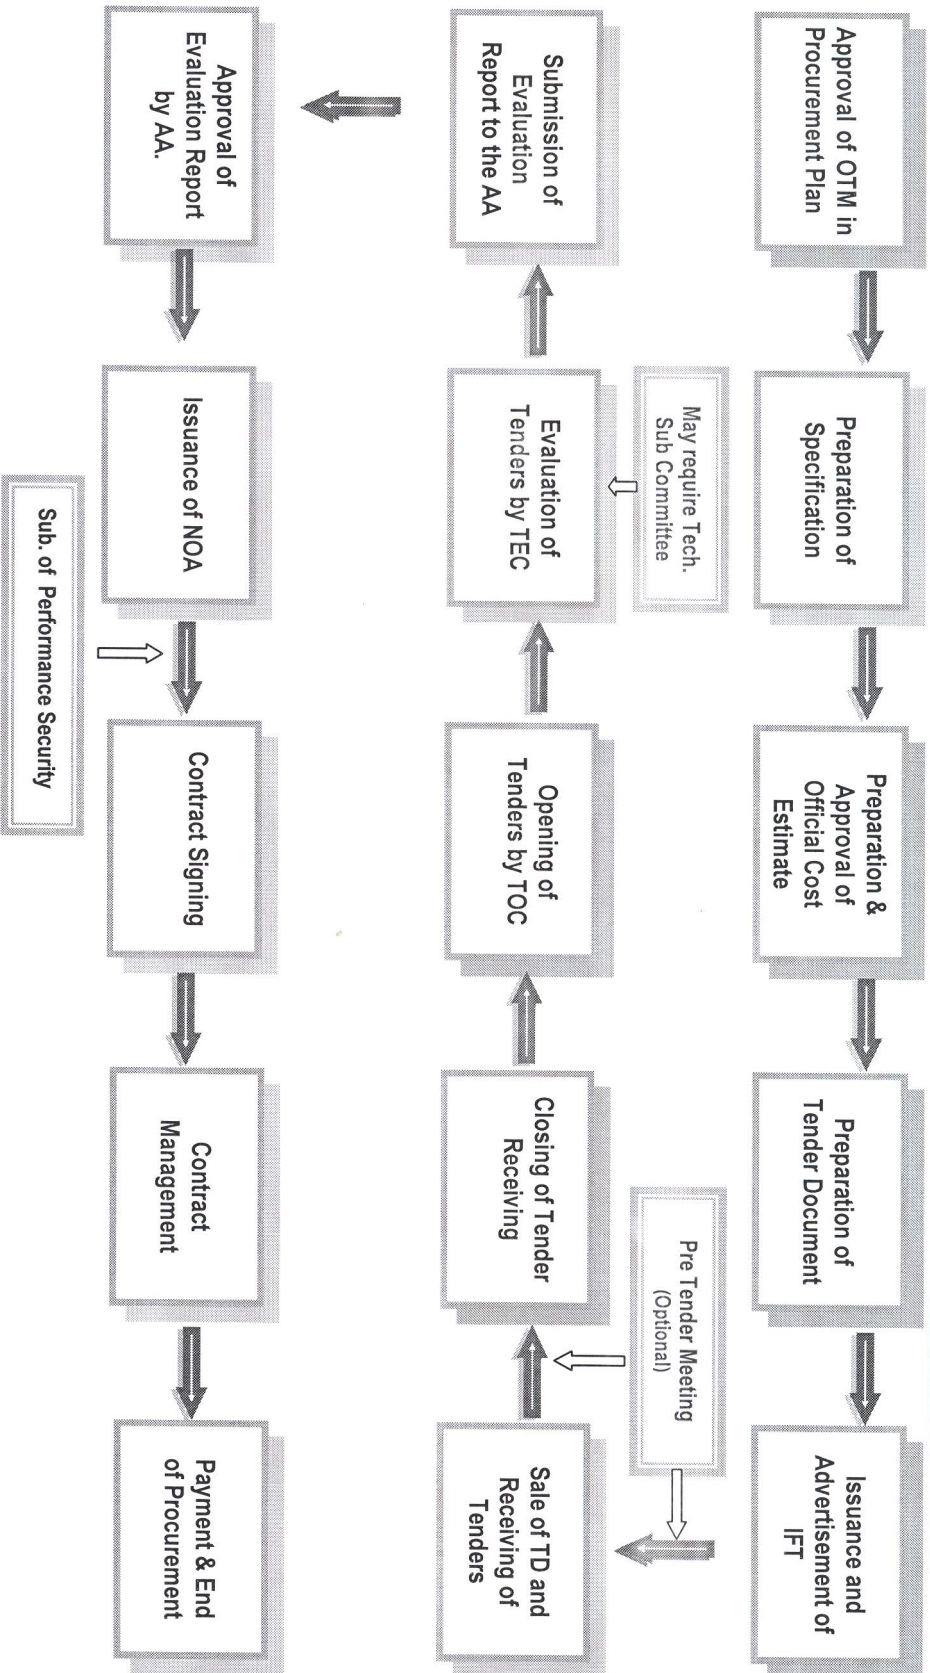 Approval of OTM in
Procurement Plan
Preparation of
Specification
Preparation &
Approval of
Official Cost
Estimate
Preparation of
Tender Document
Issuance and
Advertisement of
IFT
Pre Tender Meeting
(Optional)
Sale of TD and
Receiving of
Tenders
Closing of Tender
Receiving
Opening of
Tenders by TOC
May require Tech.
Sub Committee
Evaluation of
Tenders by TEC
Submission of
Evaluation
Report to the AA
Approval of
Evaluation Report
by AA.
Issuance of NOA
Sub. of Performance Security
Contract Signing
Contract
Management
Payment & End
of Procurement